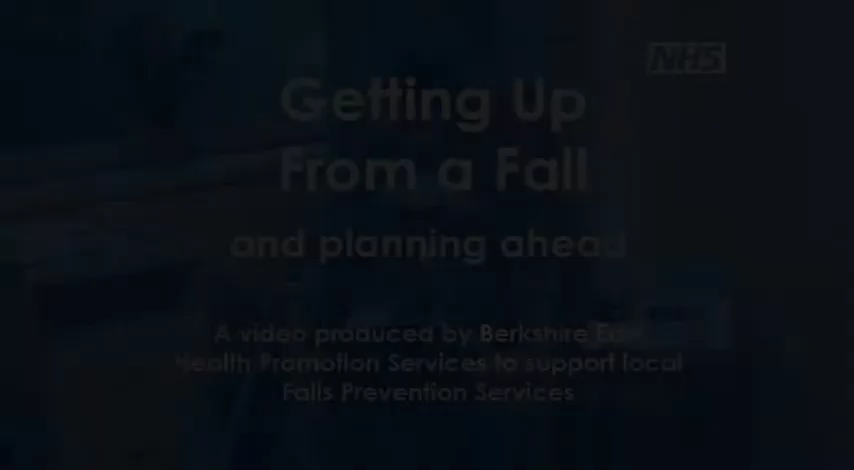 NHS
Getting Up
From a Fall
and planning ahead
A video produced by Berkshire East
Health Promotion Services to support local
Falls Prevention Services